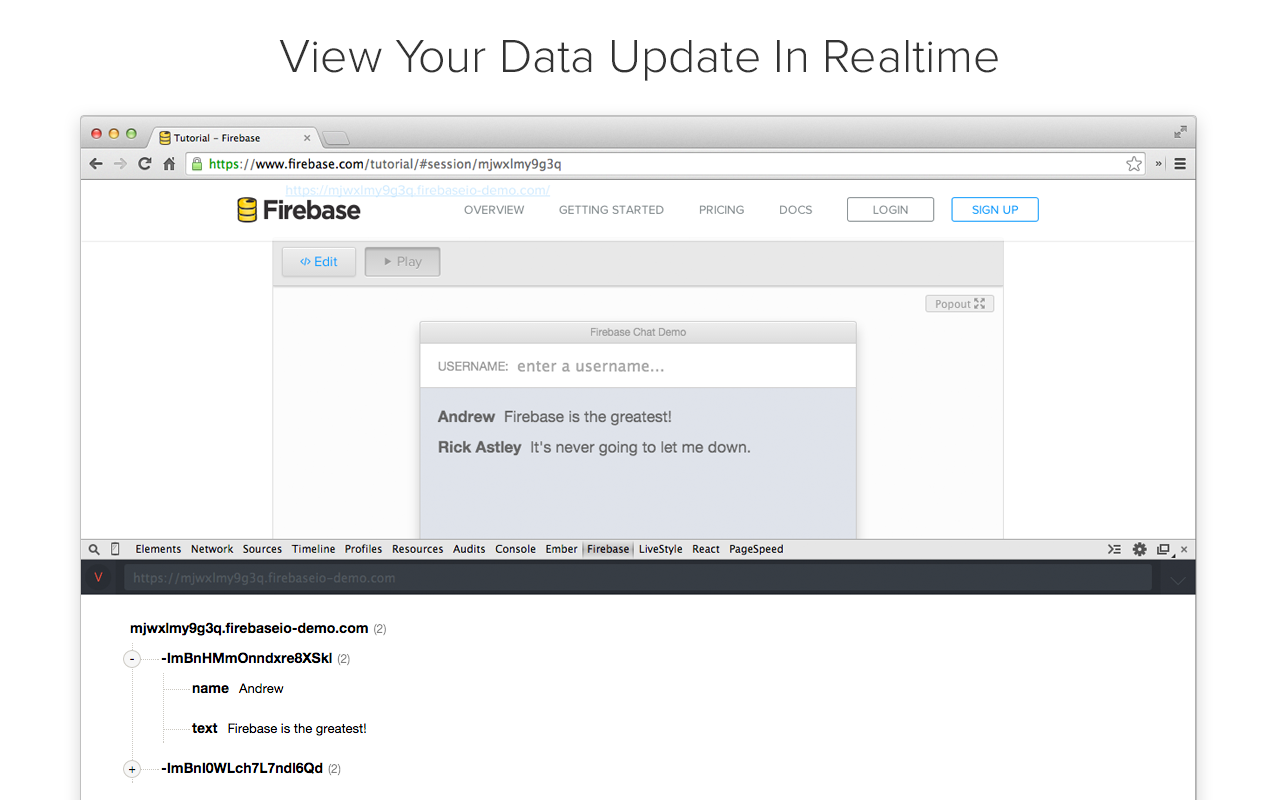 View Your Data Update In Realtime
Tutorial - Firebase
https://www.firebase.com/tutorial/#session/mjwxlmy9g3q
https://mjwxlmy9g3q.firebaseio-demo.com/
Firebase OVERVIEW GETTING STARTED PRICING DOCS LOGIN SIGN UP
Edit Play
Popout
Firebase Chat Demo
USERNAME: enter a username...
Andrew Firebase is the greatest!
Rick Astley It's never going to let me down.
Elements Network Sources Timeline Profiles Resources Audits Console Ember Firebase LiveStyle React PageSpeed
V https://mjwxlmy9g3q.firebaseio-demo.com
mjwxlmy9g3q.firebaseio-demo.com (2)
-ImBnHMmOnndxre8XSkl (2)
name Andrew
text Firebase is the greatest!
-ImBnl0WLch7L7ndl6Qd (2)